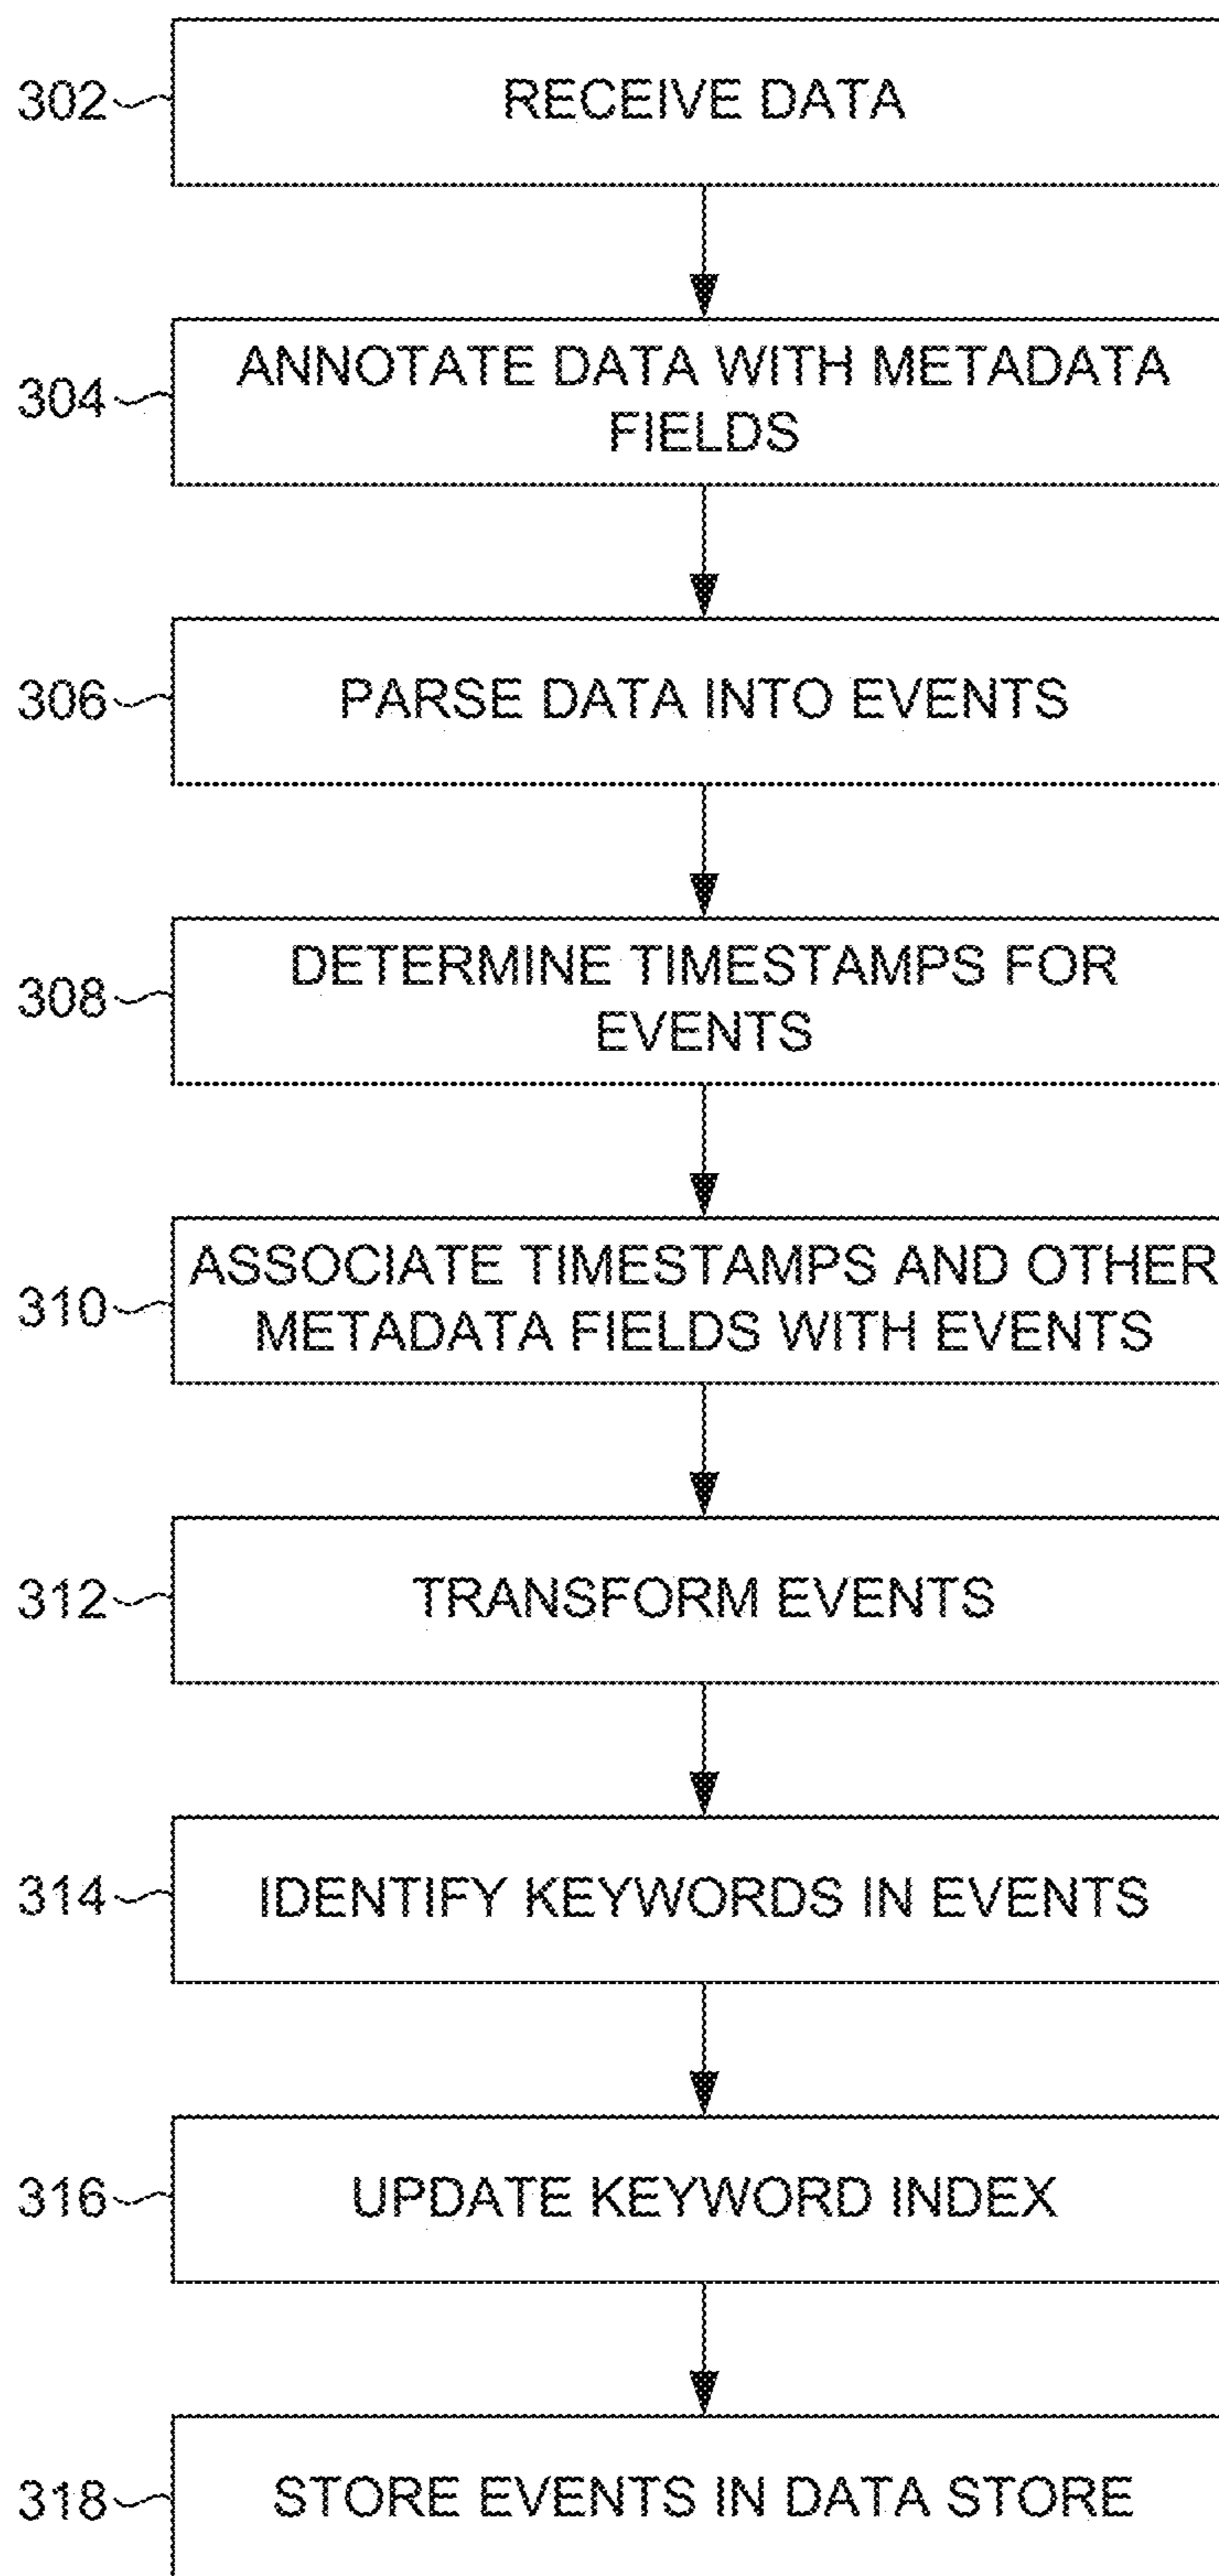 302
RECEIVE DATA
304
ANNOTATE DATA WITH METADATA
FIELDS
306
PARSE DATA INTO EVENTS
308
DETERMINE TIMESTAMPS FOR
EVENTS
310
ASSOCIATE TIMESTAMPS AND OTHER
METADATA FIELDS WITH EVENTS
312
TRANSFORM EVENTS
314
IDENTIFY KEYWORDS IN EVENTS
316
UPDATE KEYWORD INDEX
318
STORE EVENTS IN DATA STORE